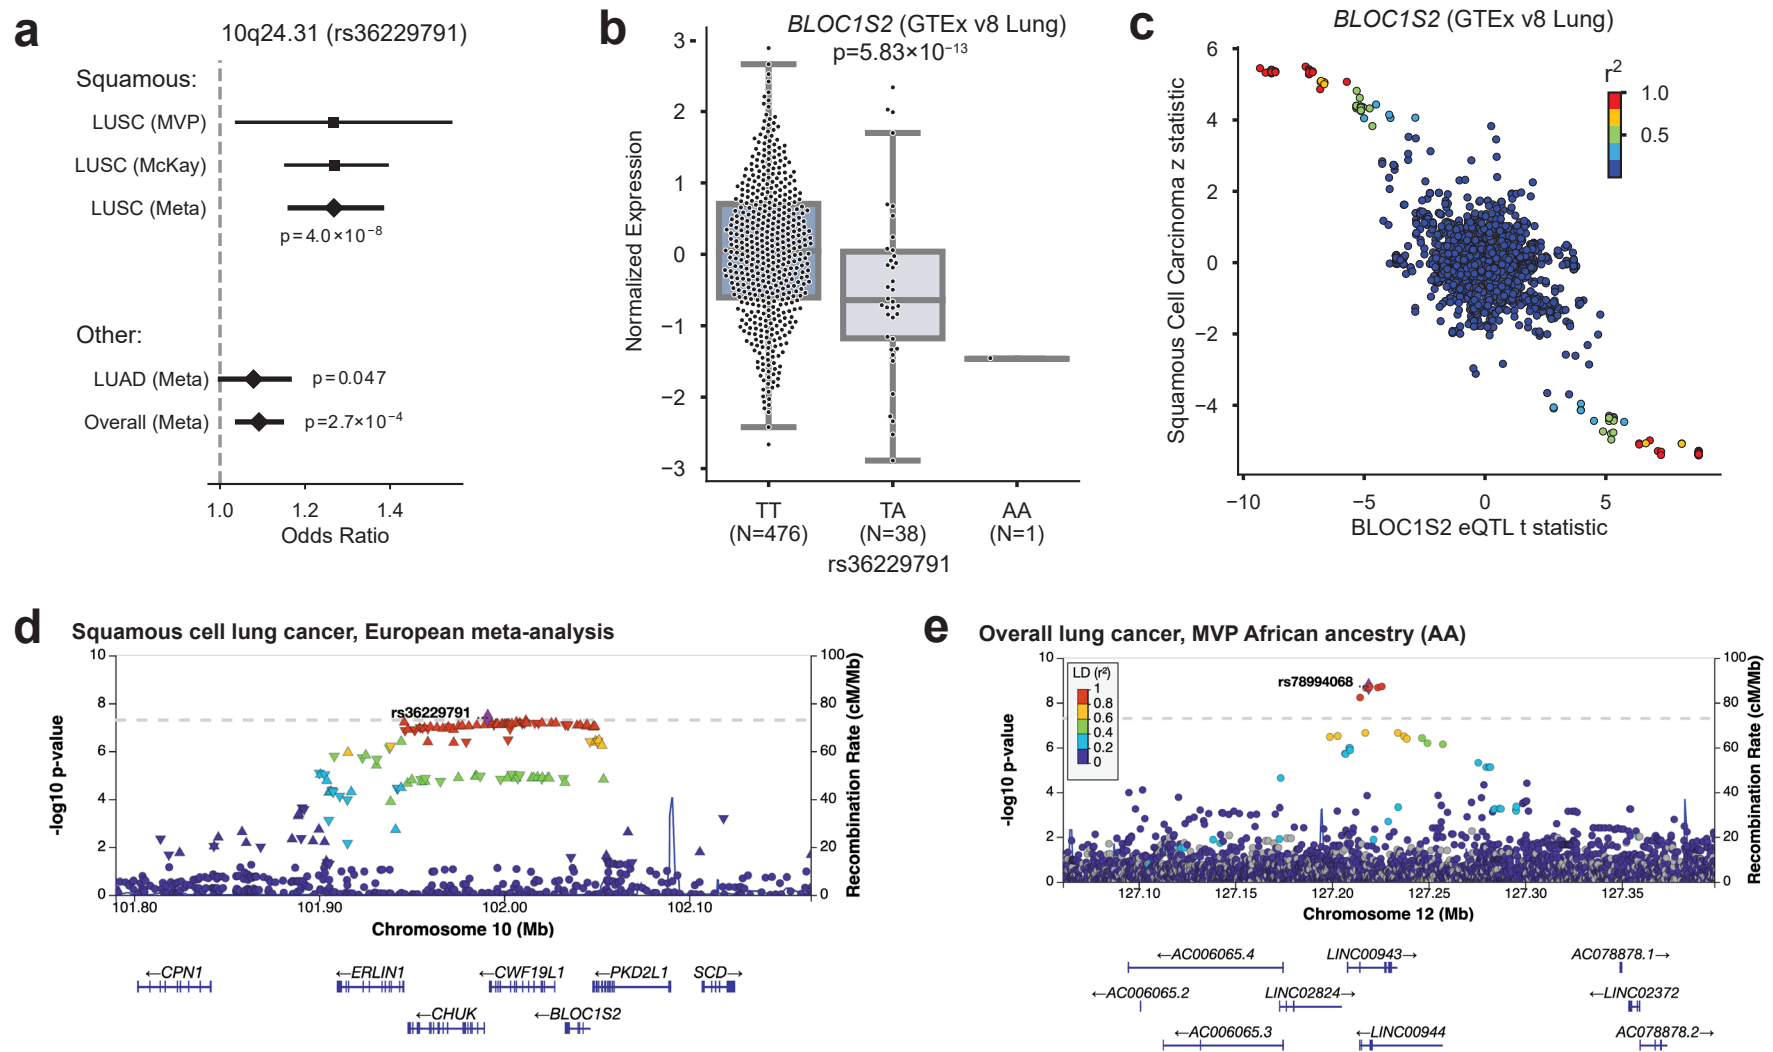 a
10q24.31 (rs36229791)
Squamous:
LUSC (MVP)
LUSC (McKay)
LUSC (Meta)
p=4.0×10−8
Other:
LUAD (Meta)
p=0.047
Overall (Meta)
p=2.7×10−4
1.0 1.2 1.4
Odds Ratio
b
BLOC1S2 (GTEx v8 Lung)
p=5.83×10−13
Normalized Expression
3
2
1
0
−1
−2
−3
TT TA AA
(N=476) (N=38) (N=1)
rs36229791
c
BLOC1S2 (GTEx v8 Lung)
Squamous Cell Carcinoma z statistic
6
4
2
0
−2
−4
r2
1.0
0.5
−10 −5 0 5
BLOC1S2 eQTL t statistic
d
Squamous cell lung cancer, European meta-analysis
-log10 p-value
10
8
6
4
2
0
rs36229791
100
80
60
40
20
0
Recombination Rate (cM/Mb)
101.80 101.90 102.00 102.10
Chromosome 10 (Mb)
←CPN1 ←ERLIN1 ←CWF19L1 ←PKD2L1 SCD→
←CHUK ←BLOC1S2
e
Overall lung cancer, MVP African ancestry (AA)
-log10 p-value
10
8
6
4
2
0
LD (r²)
1
0.8
0.6
0.4
0.2
0
rs78994068
100
80
60
40
20
0
Recombination Rate (cM/Mb)
127.10 127.15 127.20 127.25 127.30 127.35
Chromosome 12 (Mb)
←AC006065.4 LINC00943→ AC078878.1→
←AC006065.2 LINC02824→ ←LINC02372
←AC006065.3 ←LINC00944 AC078878.2→